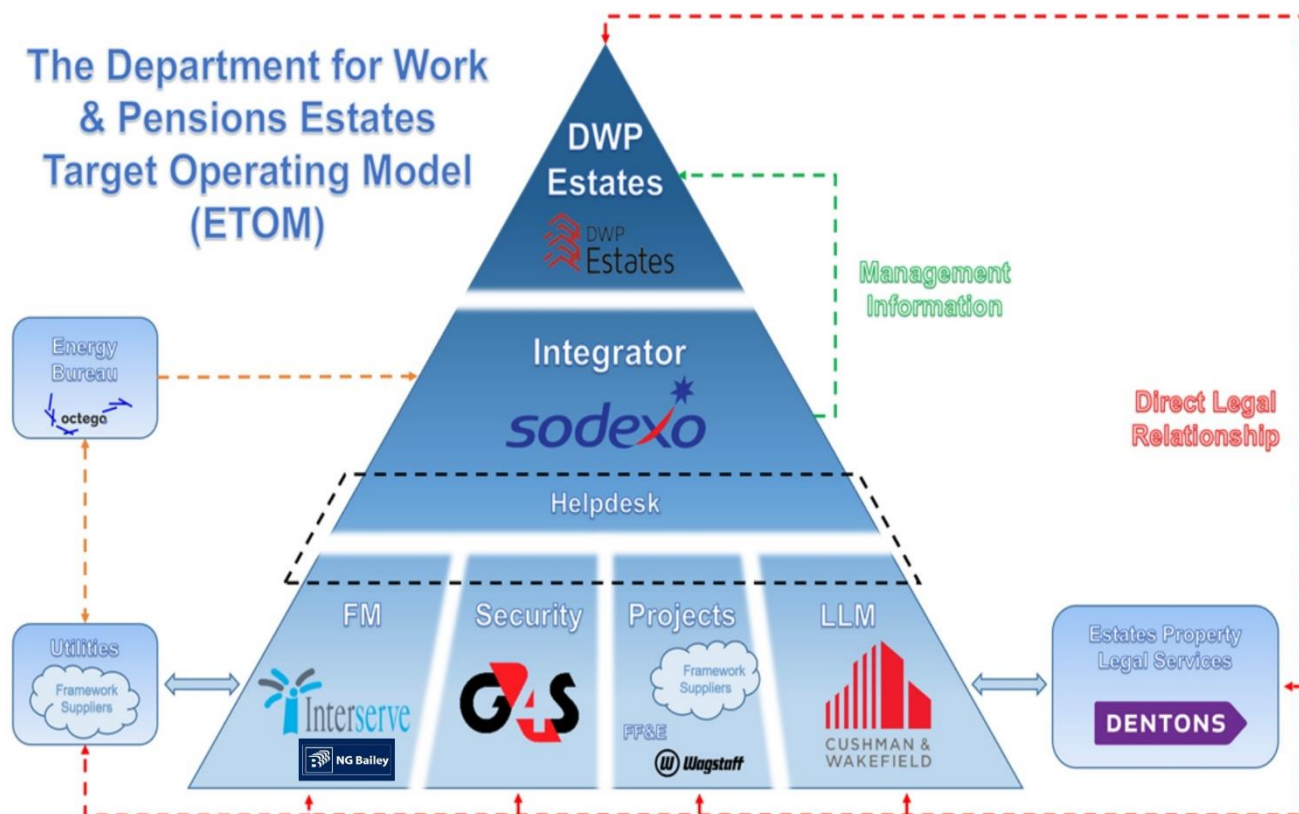 The Department for Work
& Pensions Estates
Target Operating Model
(ETOM)
DWP
Estates
DWP
Estates
Management
Information
Energy
Bureau
octego
Integrator
sodexo
Direct Legal
Relationship
Helpdesk
FM
Security
Projects
LLM
Utilities
Framework
Suppliers
Interserve
NG Bailey
G4S
Framework
Suppliers
FF&E
W Wagstaff
CUSHMAN &
WAKEFIELD
Estates Property
Legal Services
DENTONS